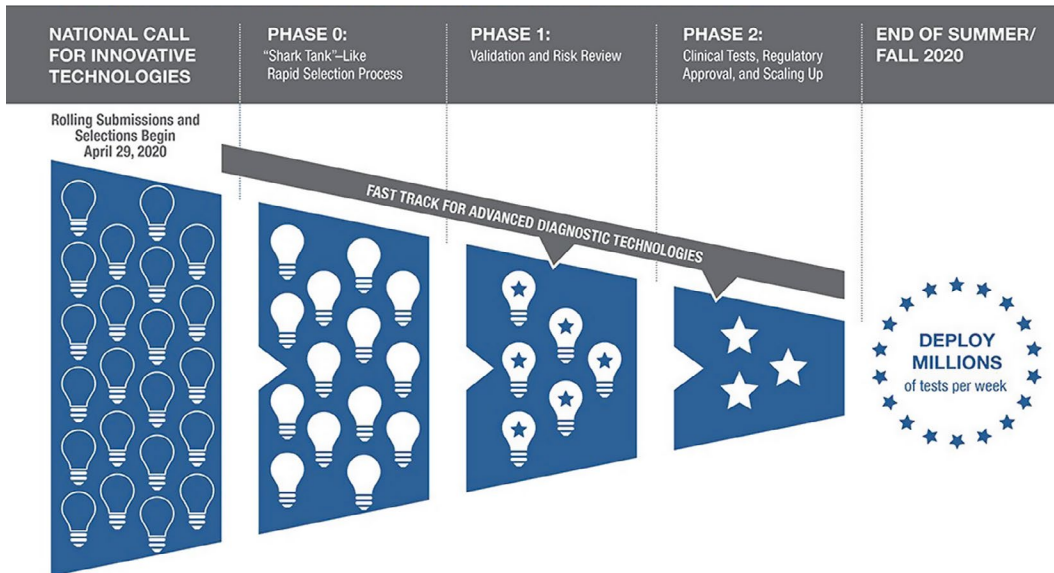 NATIONAL CALL
FOR INNOVATIVE
TECHNOLOGIES
PHASE 0:
“Shark Tank”–Like
Rapid Selection Process
PHASE 1:
Validation and Risk Review
PHASE 2:
Clinical Tests, Regulatory
Approval, and Scaling Up
END OF SUMMER/
FALL 2020
Rolling Submissions and
Selections Begin
April 29, 2020
FAST TRACK FOR ADVANCED DIAGNOSTIC TECHNOLOGIES
DEPLOY
MILLIONS
of tests per week